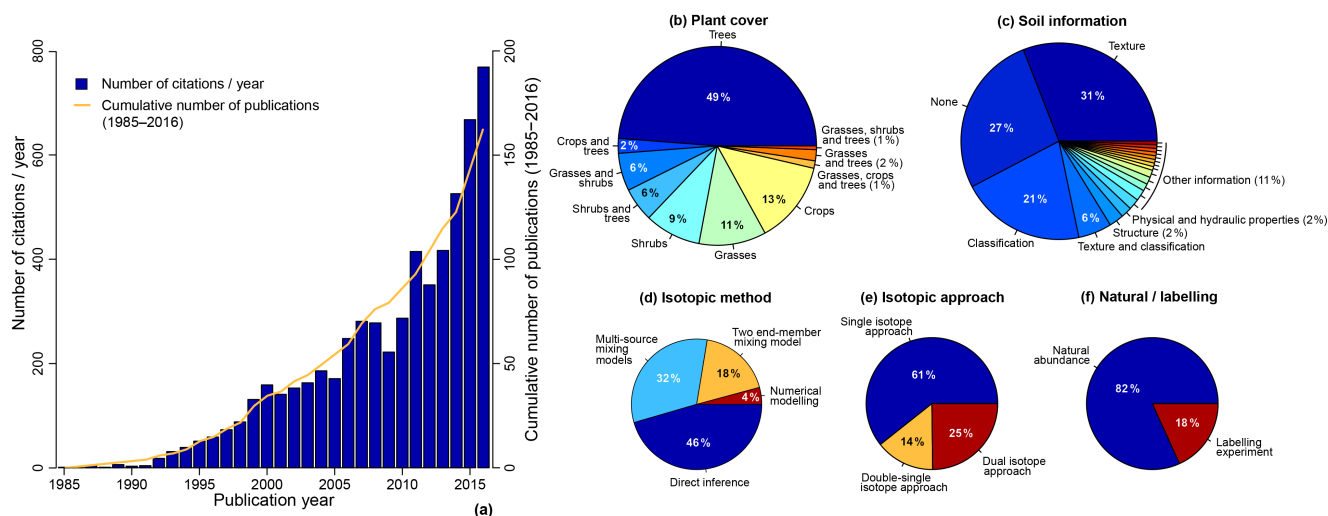 800
600
400
200
0
Number of citations / year
Number of citations / year
Cumulative number of publications
(1985–2016)
200
150
100
50
0
Cumulative number of publications (1985–2016)
1985
1990
1995
2000
2005
2010
2015
Publication year
(a)
(b) Plant cover
Trees
49 %
Crops and
trees
2 %
Grasses and
shrubs
6 %
Shrubs and
trees
6 %
Shrubs
9 %
Grasses
11 %
Crops
13 %
Grasses, shrubs
and trees (1 %)
Grasses
and trees (2 %)
Grasses, crops
and trees (1 %)
(c) Soil information
Texture
31 %
None
27 %
Classification
21 %
Texture and classification
6 %
Structure (2 %)
Physical and hydraulic properties (2 %)
Other information (11 %)
(d) Isotopic method
Multi-source
mixing
models
32 %
Two end-member
mixing model
18 %
Numerical
modelling
4 %
46 %
Direct inference
(e) Isotopic approach
Single isotope
approach
61 %
14 %
Double-single
isotope approach
25 %
Dual isotope
approach
(f) Natural / labelling
Natural
abundance
82 %
18 %
Labelling
experiment